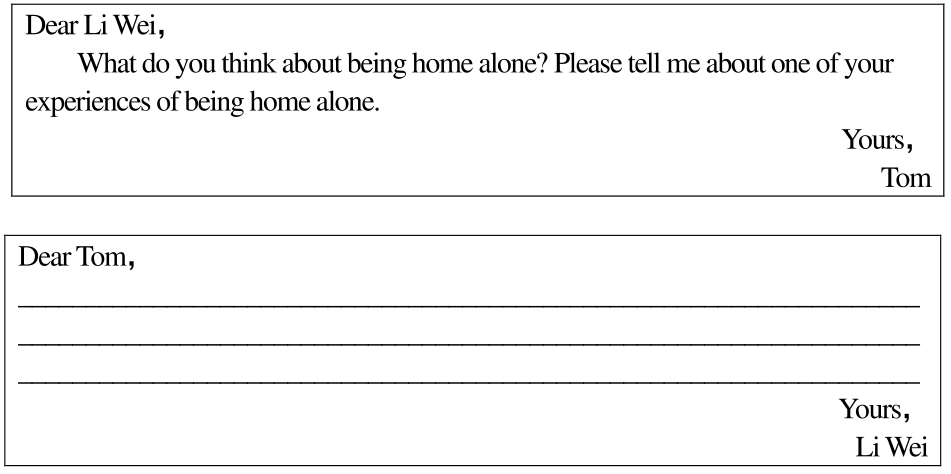 Dear Li Wei,
What do you think about being home alone? Please tell me about one of your
experiences of being home alone.
Yours,
Tom
Dear Tom,
Yours,
Li Wei